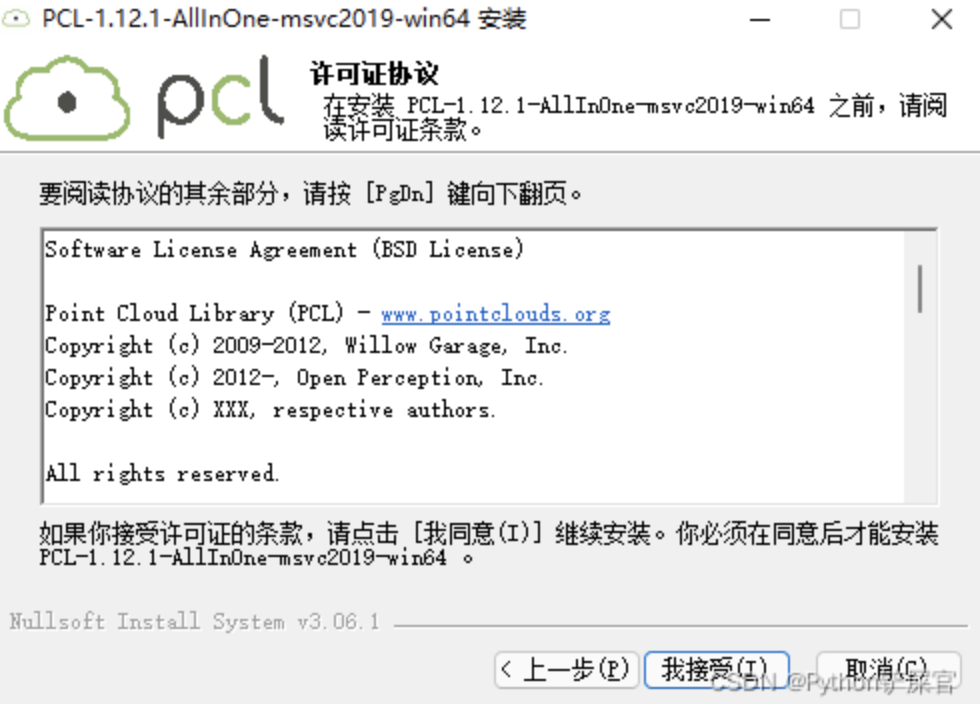 PCL-1.12.1-AllInOne-msvc2019-win64 安装
pcl
许可证协议
在安装 PCL-1.12.1-AllInOne-msvc2019-win64 之前，请阅
读许可证条款。
要阅读协议的其余部分，请按 [PgDn] 键向下翻页。
Software License Agreement (BSD License)
Point Cloud Library (PCL) - www.pointclouds.org
Copyright (c) 2009-2012, Willow Garage, Inc.
Copyright (c) 2012-, Open Perception, Inc.
Copyright (c) XXX, respective authors.
All rights reserved.
如果你接受许可证的条款，请点击 [我同意(I)] 继续安装。你必须在同意后才能安装
PCL-1.12.1-AllInOne-msvc2019-win64 。
Nullsoft Install System v3.06.1
< 上一步(P) 我接受(I) 取消(C)
CSDN @Python铲屎官